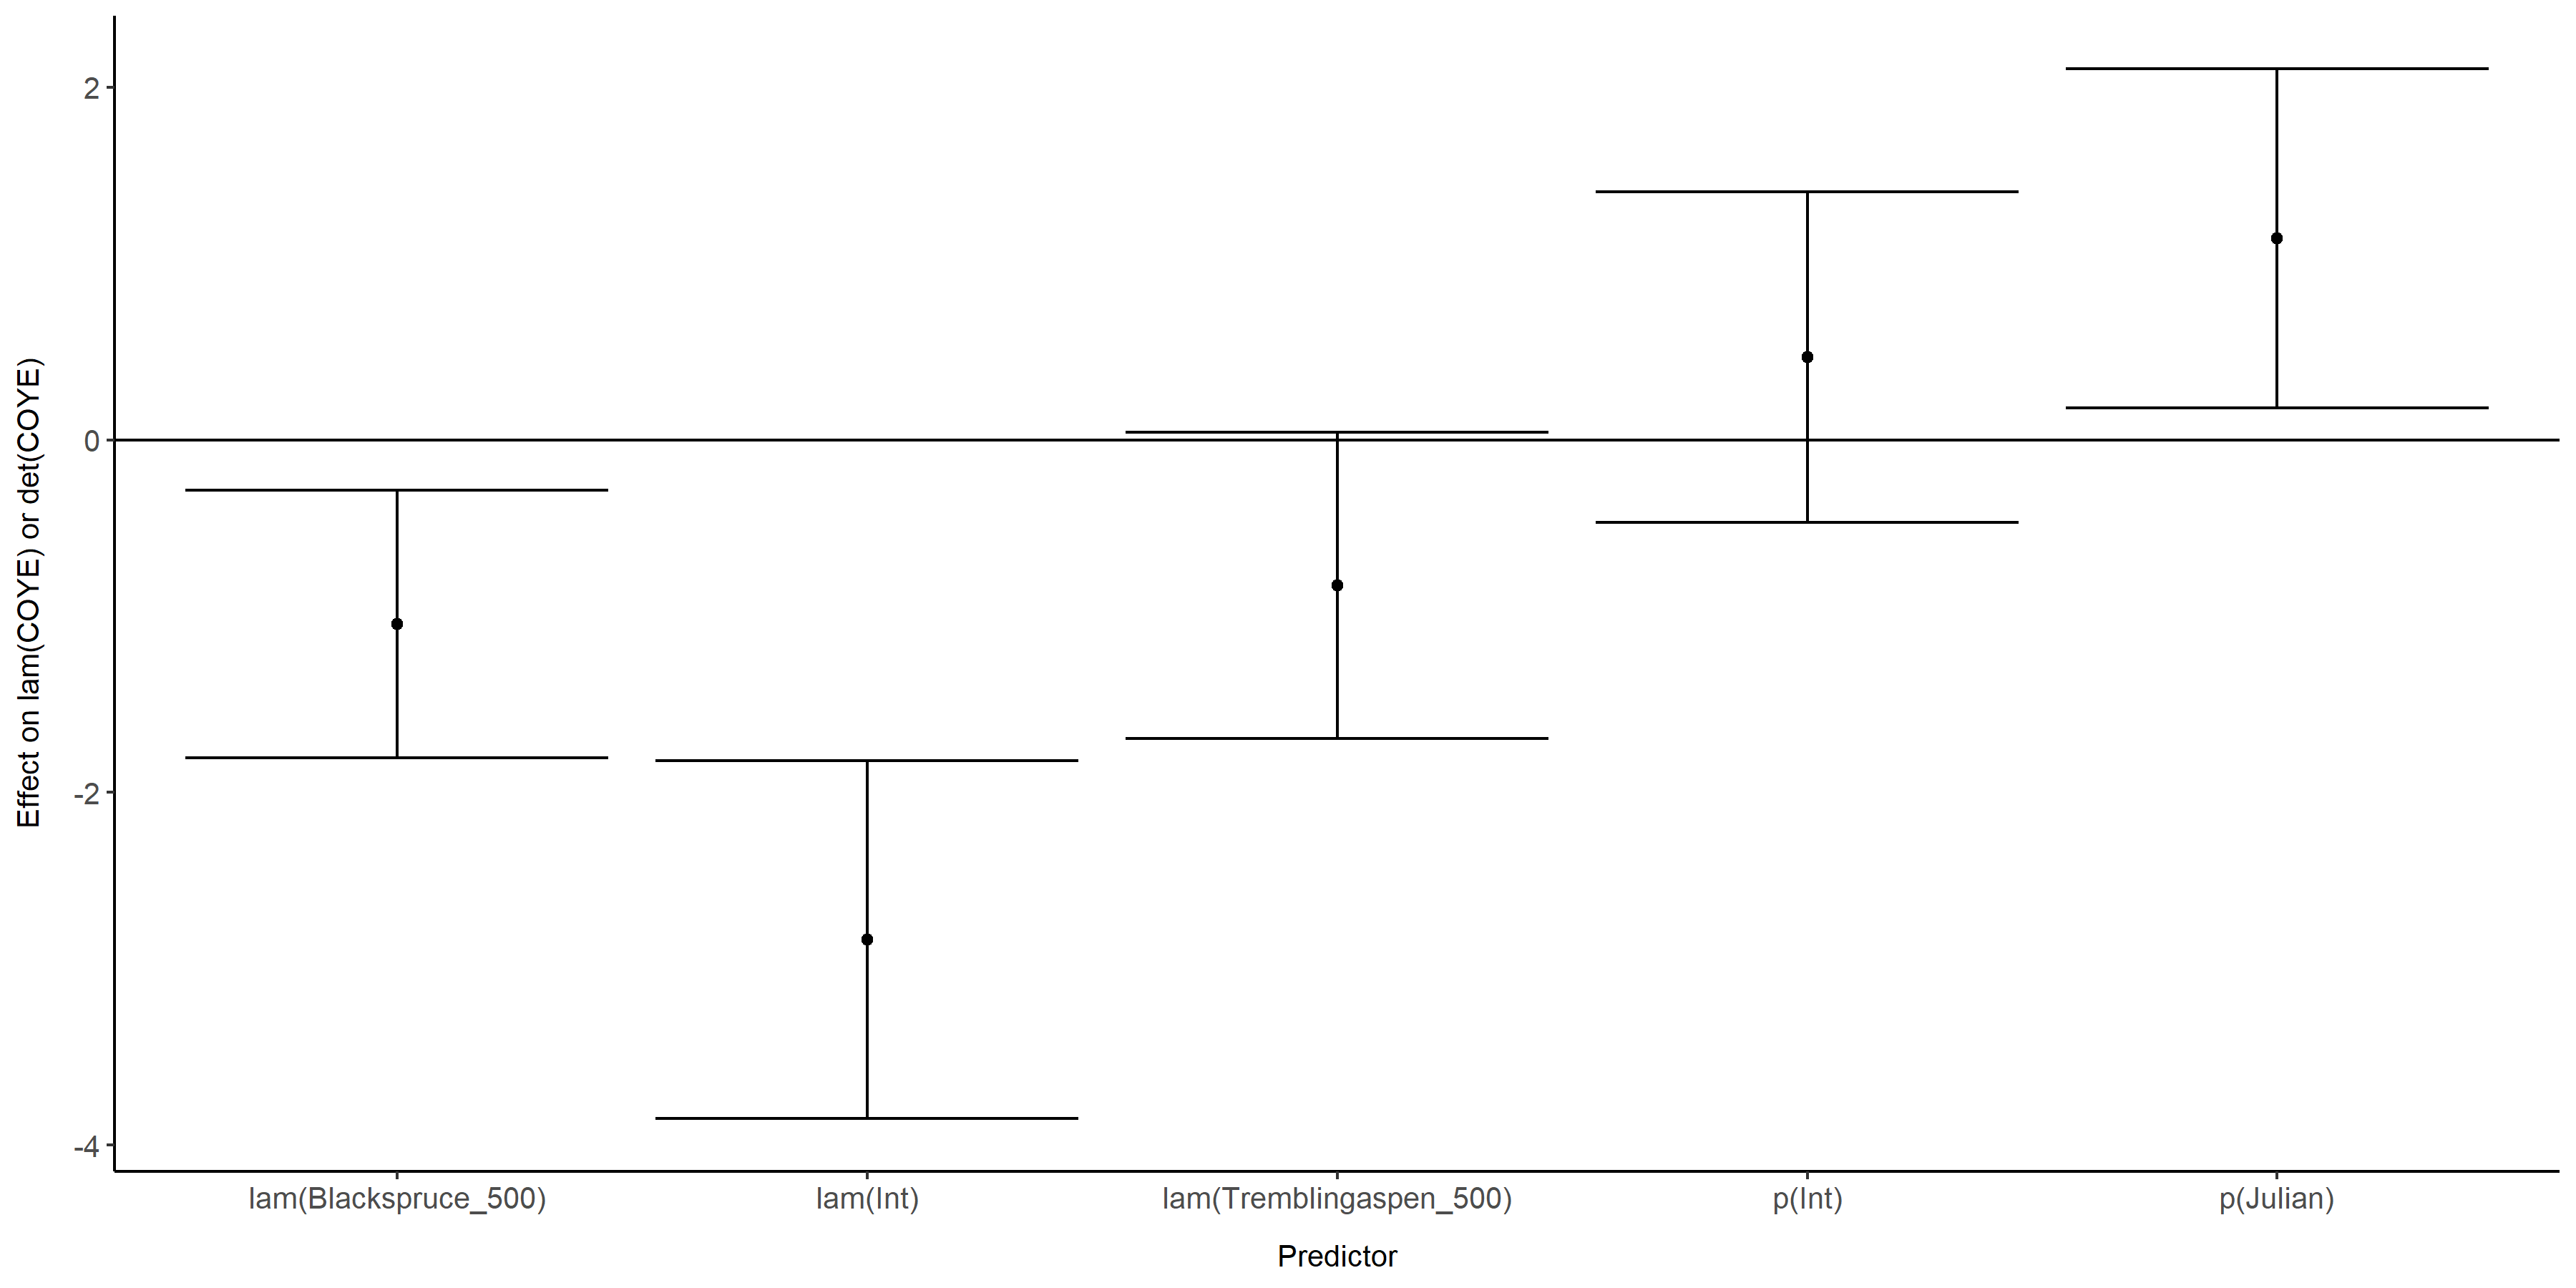 Effect on lam(COYE) or det(COYE)
2
0
-2
-4
lam(Blackspruce_500)
lam(Int)
lam(Tremblingaspen_500)
p(Int)
p(Julian)
Predictor